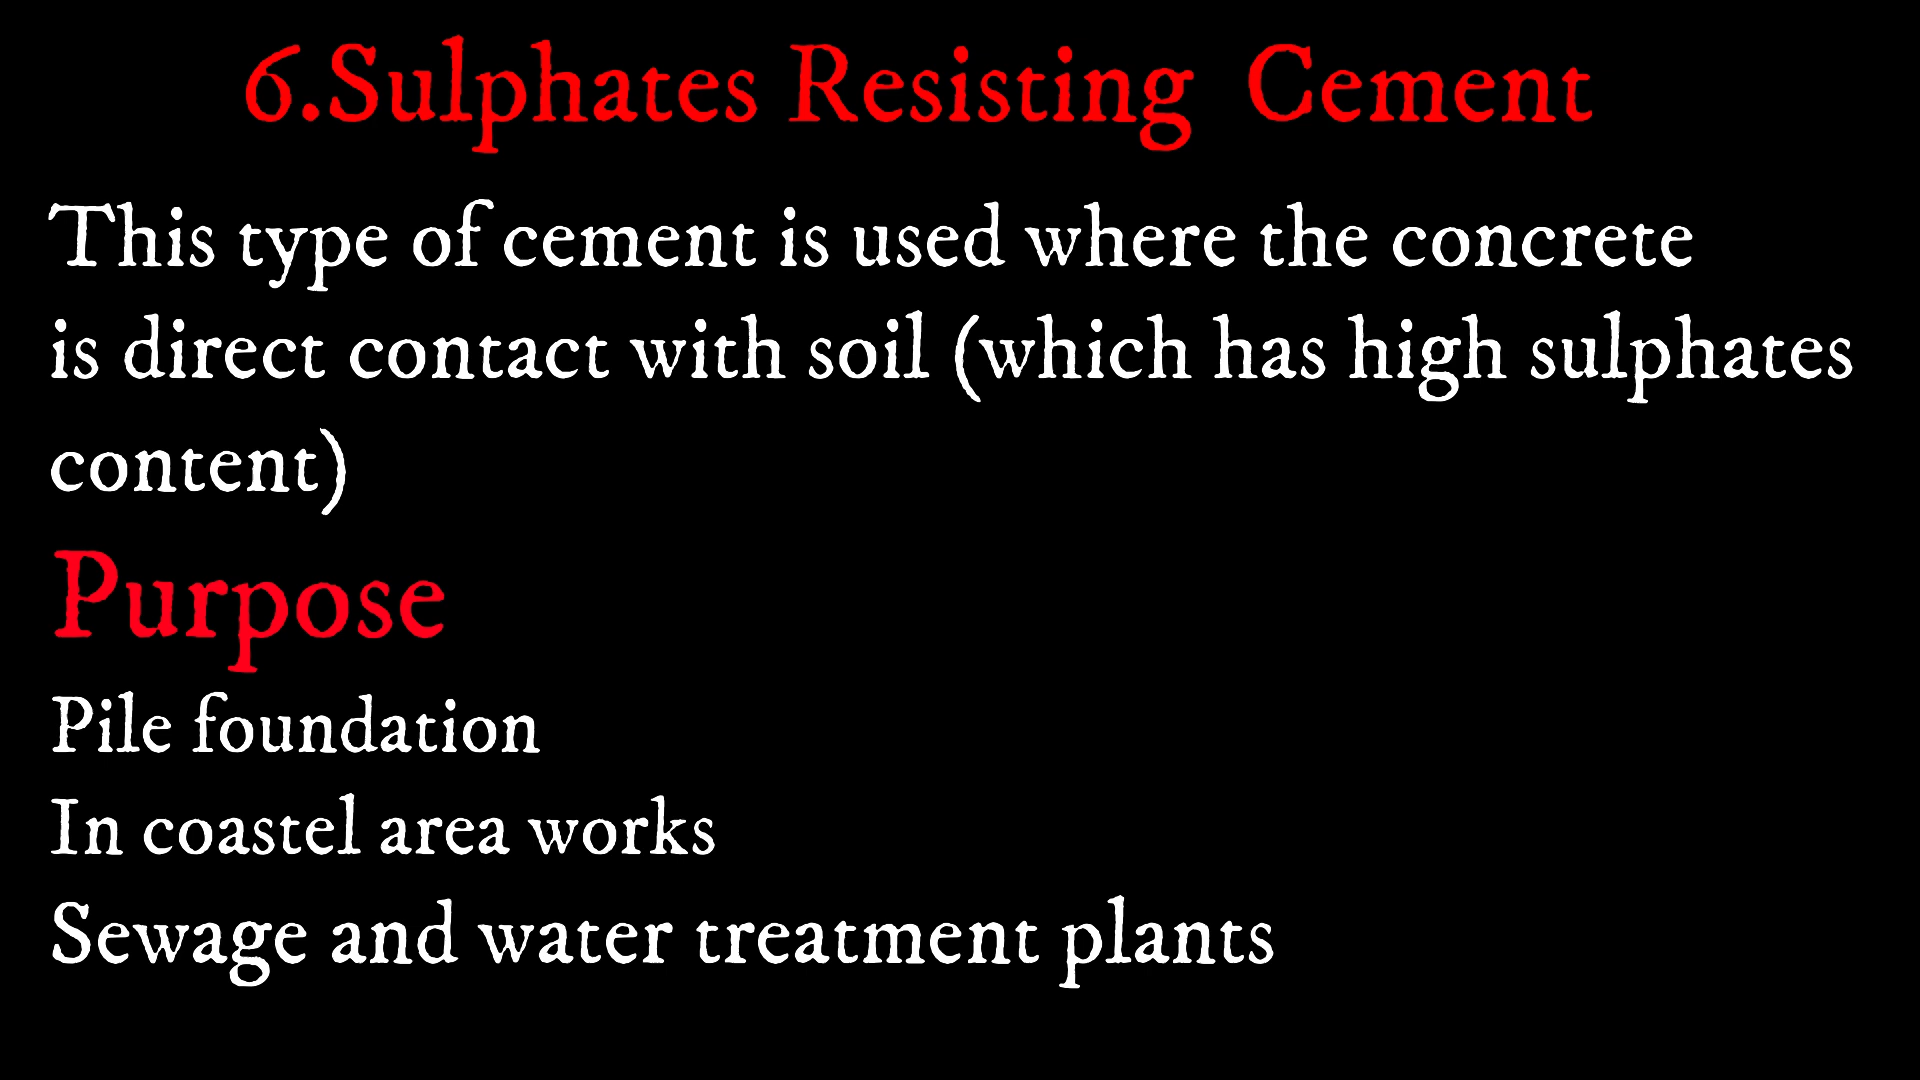 6.Sulphates Resisting Cement
This type of cement is used where the concrete
is direct contact with soil (which has high sulphates
content)
Purpose
Pile foundation
In coastel area works
Sewage and water treatment plants